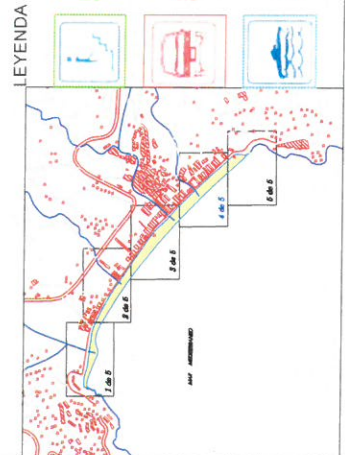 LEYENDA
1 de 5
2 de 5
3 de 5
4 de 5
5 de 5
MAR MEDITERRANEO